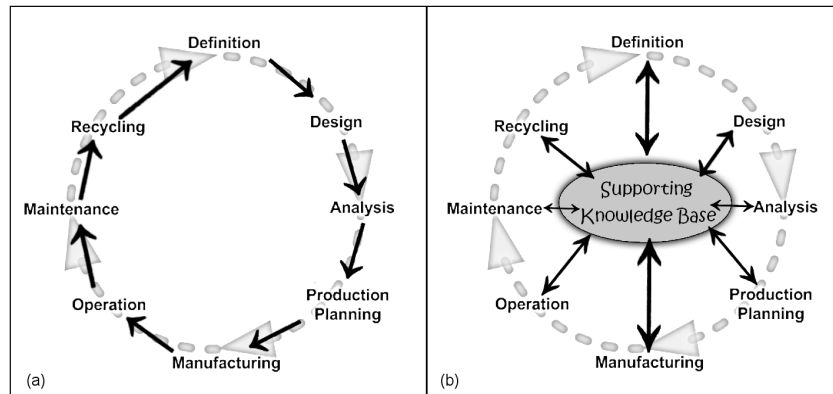 Definition
Design
Recycling
Maintenance
Analysis
Operation
Production
Planning
Manufacturing
(a)
Definition
Recycling
Design
Supporting
Knowledge Base
Maintenance
Analysis
Operation
Production
Planning
Manufacturing
(b)